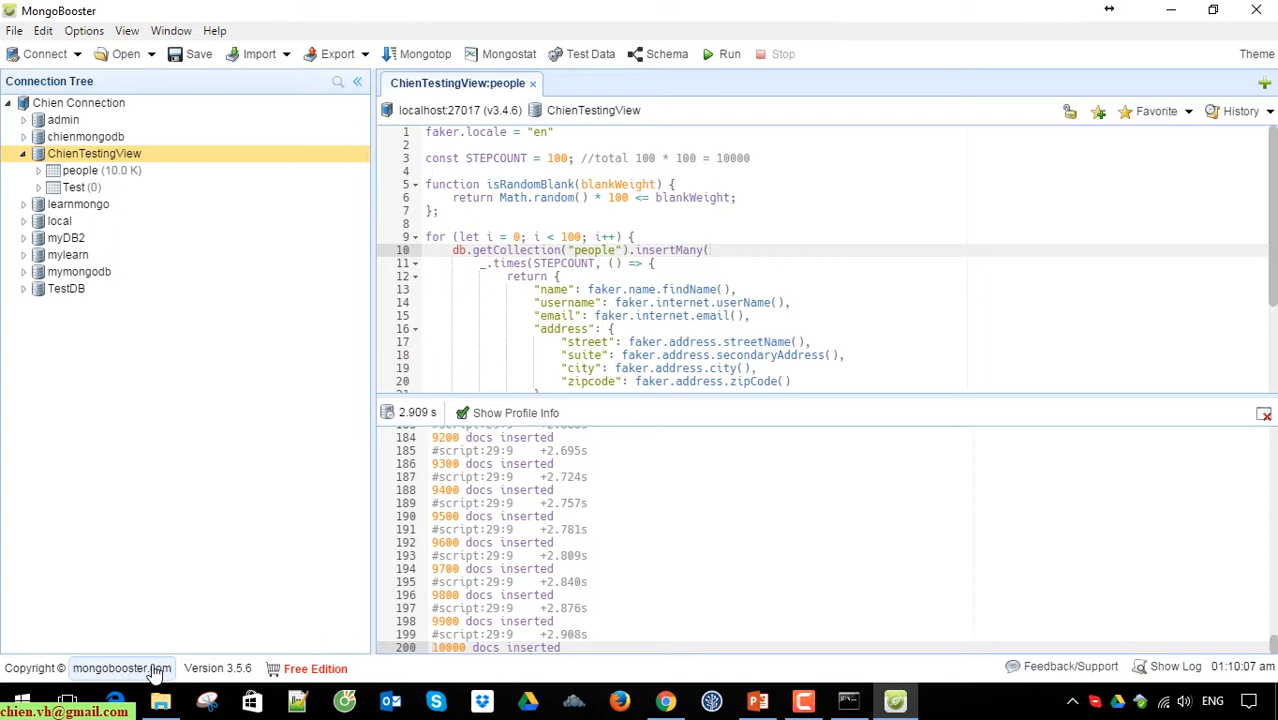 MongoBooster
File Edit Options View Window Help
Connect Open Save Import Export Mongotop Mongostat Test Data Schema Run Stop Theme
Connection Tree
Chien Connection
admin
chienmongodb
ChienTestingView
people (10.0 K)
Test (0)
learnmongo
local
myDB2
mylearn
mymongodb
TestDB
ChienTestingView:people ×
localhost:27017 (v3.4.6) ChienTestingView Favorite History
1 faker.locale = "en"
2
3 const STEPCOUNT = 100; //total 100 * 100 = 10000
4
5 function isRandomBlank(blankWeight) {
6 return Math.random() * 100 <= blankWeight;
7 };
8
9 for (let i = 0; i < 100; i++) {
10 db.getCollection("people").insertMany(
11 _.times(STEPCOUNT, () => {
12 return {
13 "name": faker.name.findName(),
14 "username": faker.internet.userName(),
15 "email": faker.internet.email(),
16 "address": {
17 "street": faker.address.streetName(),
18 "suite": faker.address.secondaryAddress(),
19 "city": faker.address.city(),
20 "zipcode": faker.address.zipCode()
2.909 s Show Profile Info
184 9200 docs inserted
185 #script:29:9 +2.695s
186 9300 docs inserted
187 #script:29:9 +2.724s
188 9400 docs inserted
189 #script:29:9 +2.757s
190 9500 docs inserted
191 #script:29:9 +2.781s
192 9600 docs inserted
193 #script:29:9 +2.809s
194 9700 docs inserted
195 #script:29:9 +2.840s
196 9800 docs inserted
197 #script:29:9 +2.876s
198 9900 docs inserted
199 #script:29:9 +2.908s
200 10000 docs inserted
Copyright © mongobooster.com Version 3.5.6 Free Edition Feedback/Support Show Log 01:10:07 am
ENG
chien.vh@gmail.com